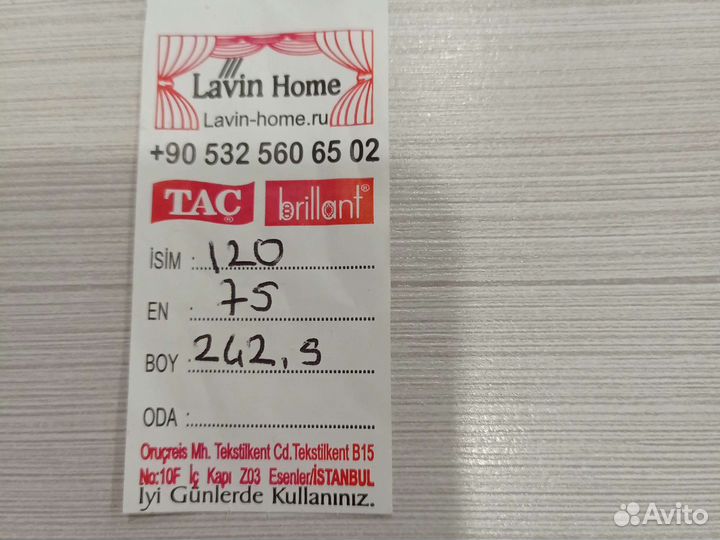 Lavin Home
Lavin-home.ru
+90 532 560 65 02
TAÇ® brillant®
İSİM : 120
EN : 75
BOY : 242,5
ODA :
Oruçreis Mh. Tekstilkent Cd.Tekstilkent B15
No:10F İç Kapı Z03 Esenler/İSTANBUL
İyi Günlerde Kullanınız.
Avito